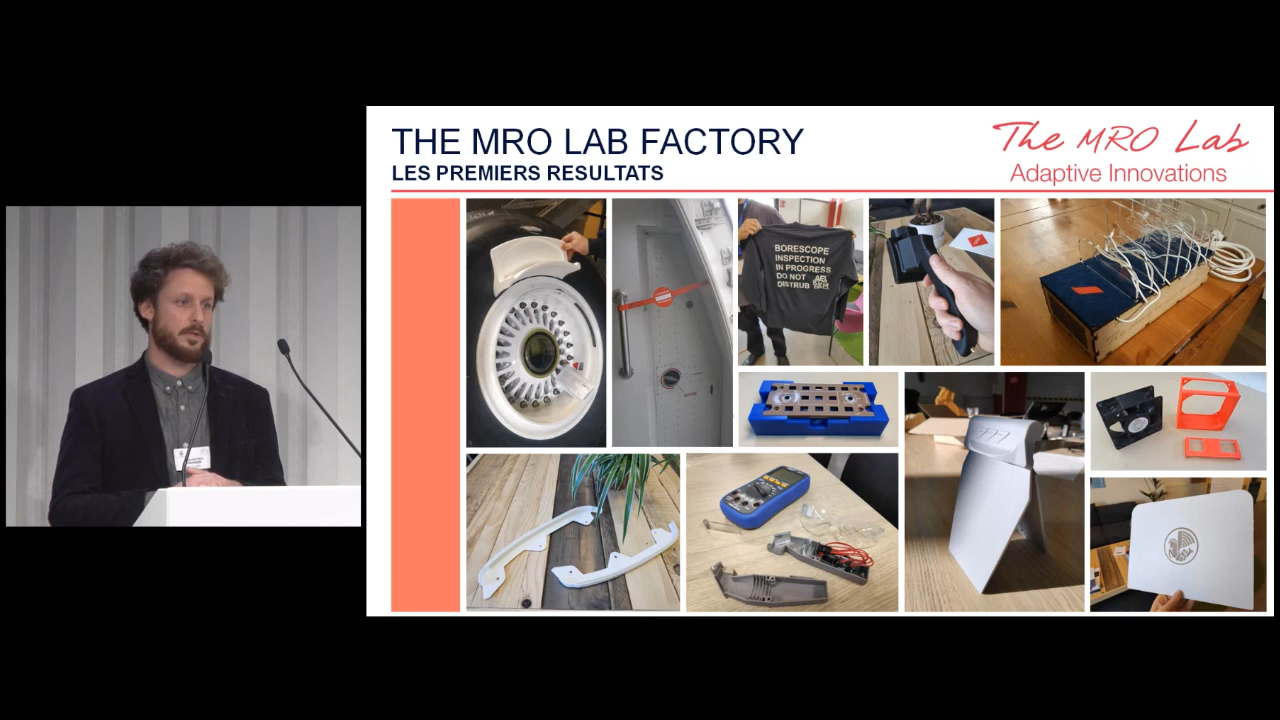 THE MRO LAB FACTORY
LES PREMIERS RESULTATS
The MRO Lab
Adaptive Innovations
BORESCOPE
INSPECTION
IN PROGRESS
DO NOT
DISTRUB
777